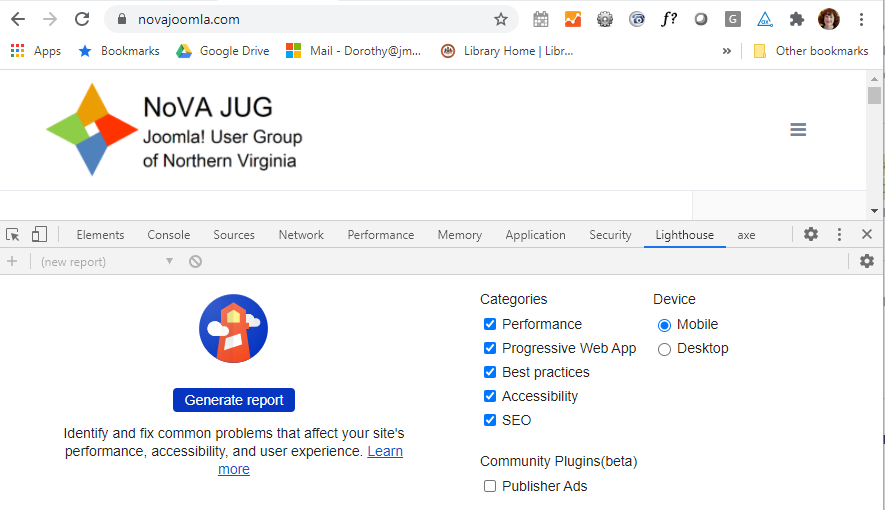 novajoomla.com
f?
G
Apps
Bookmarks
Google Drive
Mail - Dorothy@jm...
Library Home | Libr...
»
Other bookmarks
NoVA JUG
Joomla! User Group
of Northern Virginia
Elements Console Sources Network Performance Memory Application Security Lighthouse axe
(new report)
Categories
Performance
Progressive Web App
Best practices
Accessibility
SEO
Device
Mobile
Desktop
Generate report
Identify and fix common problems that affect your site's
performance, accessibility, and user experience. Learn
more
Community Plugins(beta)
Publisher Ads